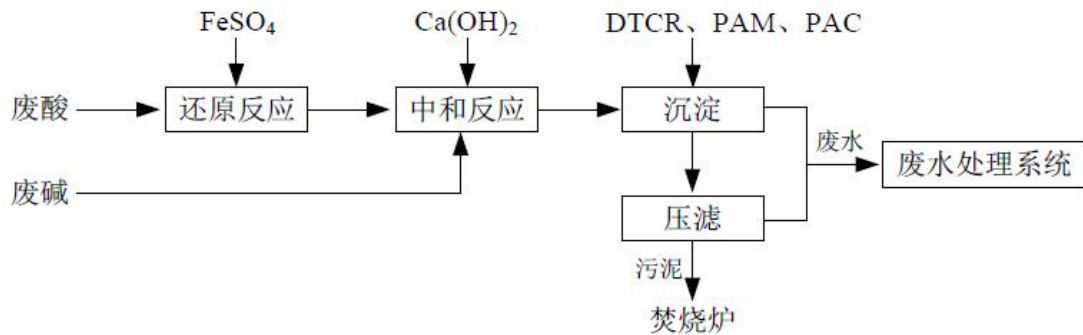 FeSO₄
Ca(OH)₂
DTCR、PAM、PAC
废酸
还原反应
中和反应
沉淀
废水
废水处理系统
废碱
压滤
污泥
焚烧炉